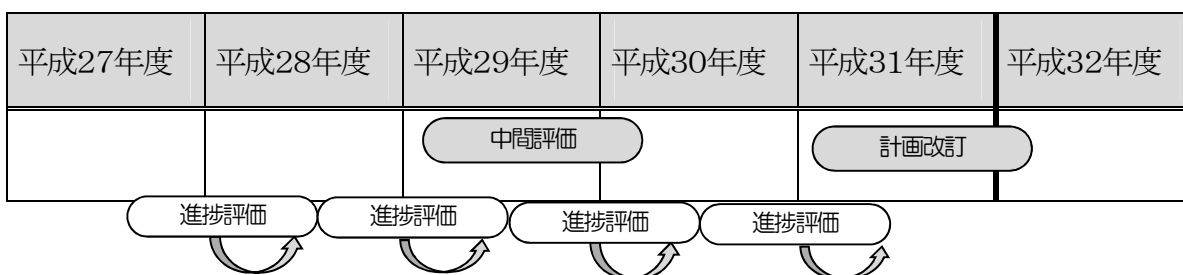 平成27年度 平成28年度 平成29年度 平成30年度 平成31年度 平成32年度
中間評価 計画改訂
進捗評価 進捗評価 進捗評価 進捗評価